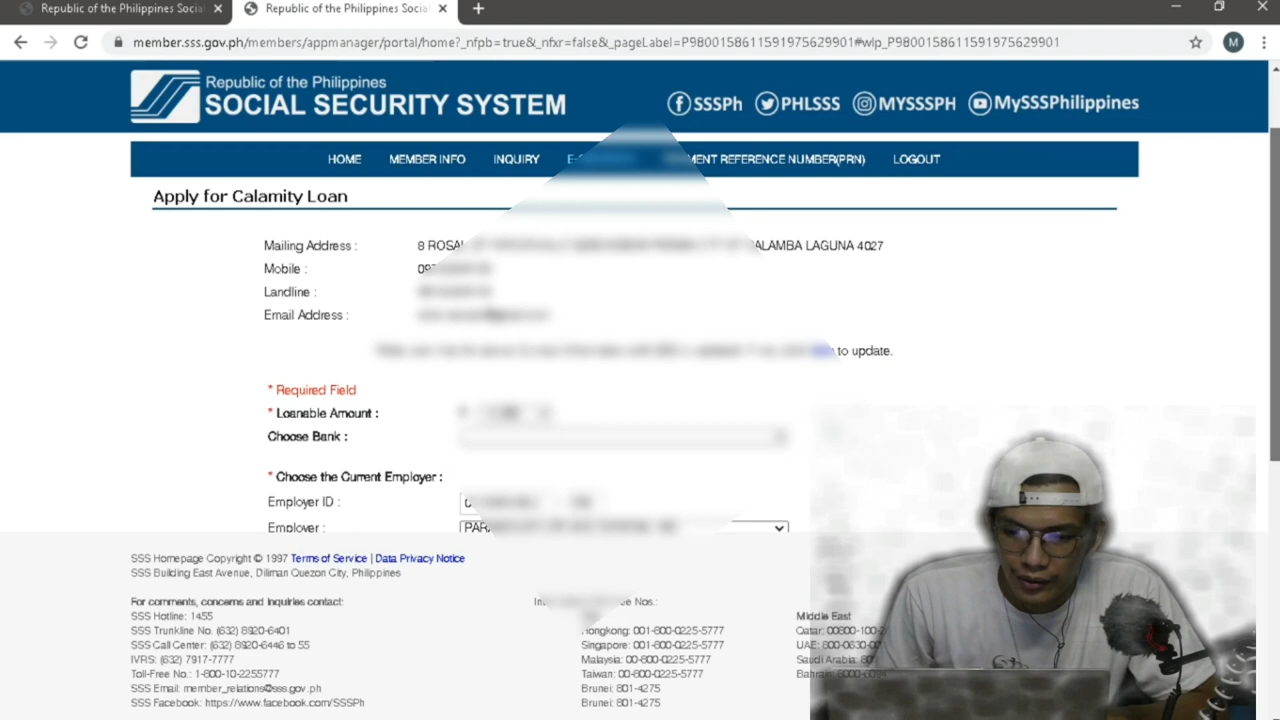 Republic of the Philippines Social
Republic of the Philippines Social
member.sss.gov.ph/members/appmanager/portal/home?_nfpb=true&_nfxr=false&_pageLabel=P9800158611591975629901#wlp_P9800158611591975629901
M
Republic of the Philippines
SOCIAL SECURITY SYSTEM
SSSPh
PHLSSS
MYSSSPH
MySSSPhilippines
HOME
MEMBER INFO
INQUIRY
REFERENCE NUMBER(PRN)
LOGOUT
Apply for Calamity Loan
Mailing Address : 8 CALAMBA LAGUNA 4027
Mobile :
Landline :
Email Address :
to update.
* Required Field
* Loanable Amount :
Choose Bank :
* Choose the Current Employer :
Employer ID :
Employer :
SSS Homepage Copyright © 1997 Terms of Service | Data Privacy Notice
SSS Building East Avenue, Diliman Quezon City, Philippines
For comments, concerns and inquiries contact:
SSS Hotline: 1455
SSS Trunkline No. (632) 8920-6401
SSS Call Center: (632) 8920-6446 to 55
IVRS: (632) 7917-7777
Toll-Free No.: 1-800-10-2255777
SSS Email: member_relations@sss.gov.ph
SSS Facebook: https://www.facebook.com/SSSPh
Nos.:
Hongkong: 001-800-0225-5777
Singapore: 001-800-0225-5777
Malaysia: 00-800-0225-5777
Taiwan: 00-800-0225-5777
Brunei: 801-4275
Brunei: 801-4275
Middle East
Qatar:
UAE:
Saudi Arabia:
Bahrain: